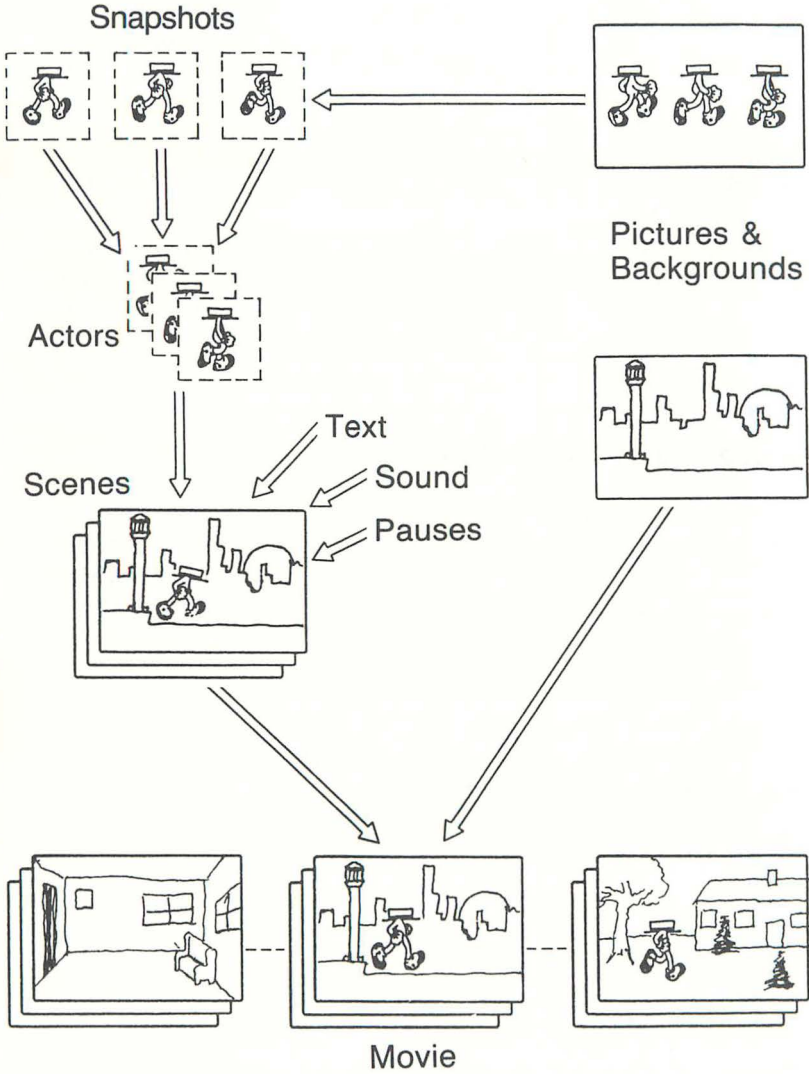 Snapshots
Pictures &
Backgrounds
Actors
Text
Scenes
Sound
Pauses
Movie